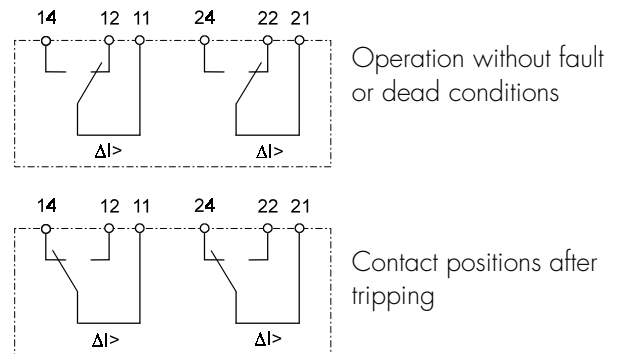 14 12 11 24 22 21
Operation without fault
or dead conditions
ΔI> ΔI>
14 12 11 24 22 21
Contact positions after
tripping
ΔI> ΔI>